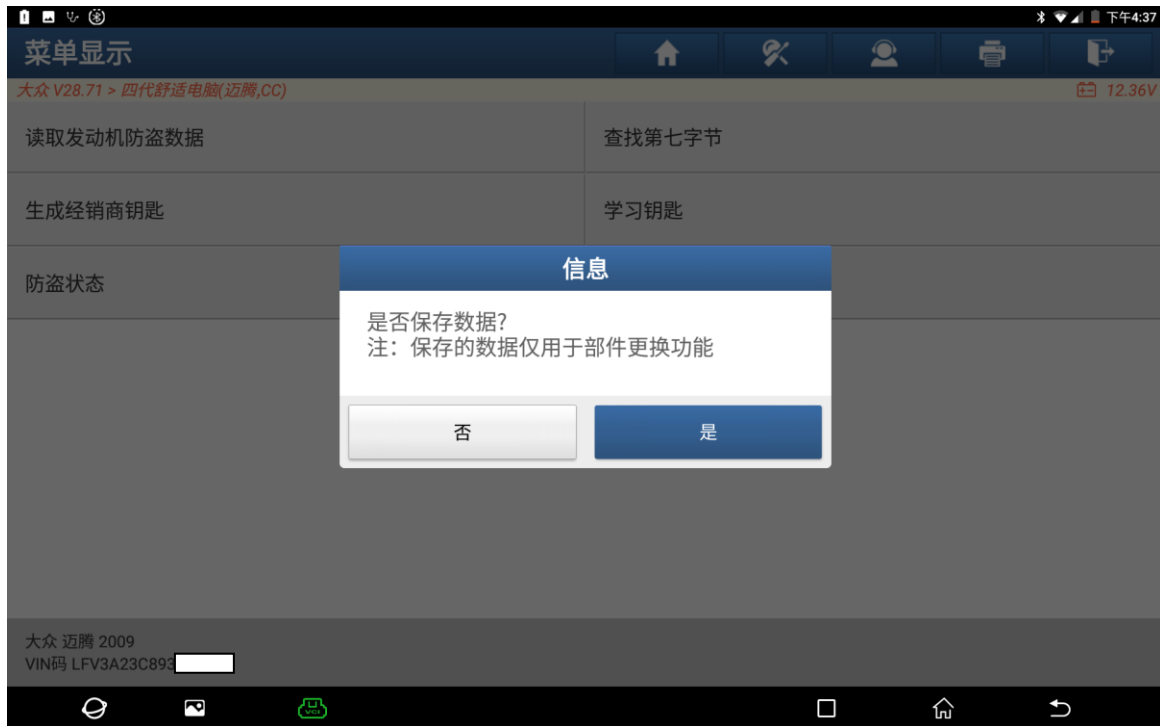 下午4:37
菜单显示
大众 V28.71 > 四代舒适电脑(迈腾,CC)
12.36V
读取发动机防盗数据
查找第七字节
生成经销商钥匙
学习钥匙
防盗状态
信息
是否保存数据?
注：保存的数据仅用于部件更换功能
否
是
大众 迈腾 2009
VIN码 LFV3A23C893
VCI